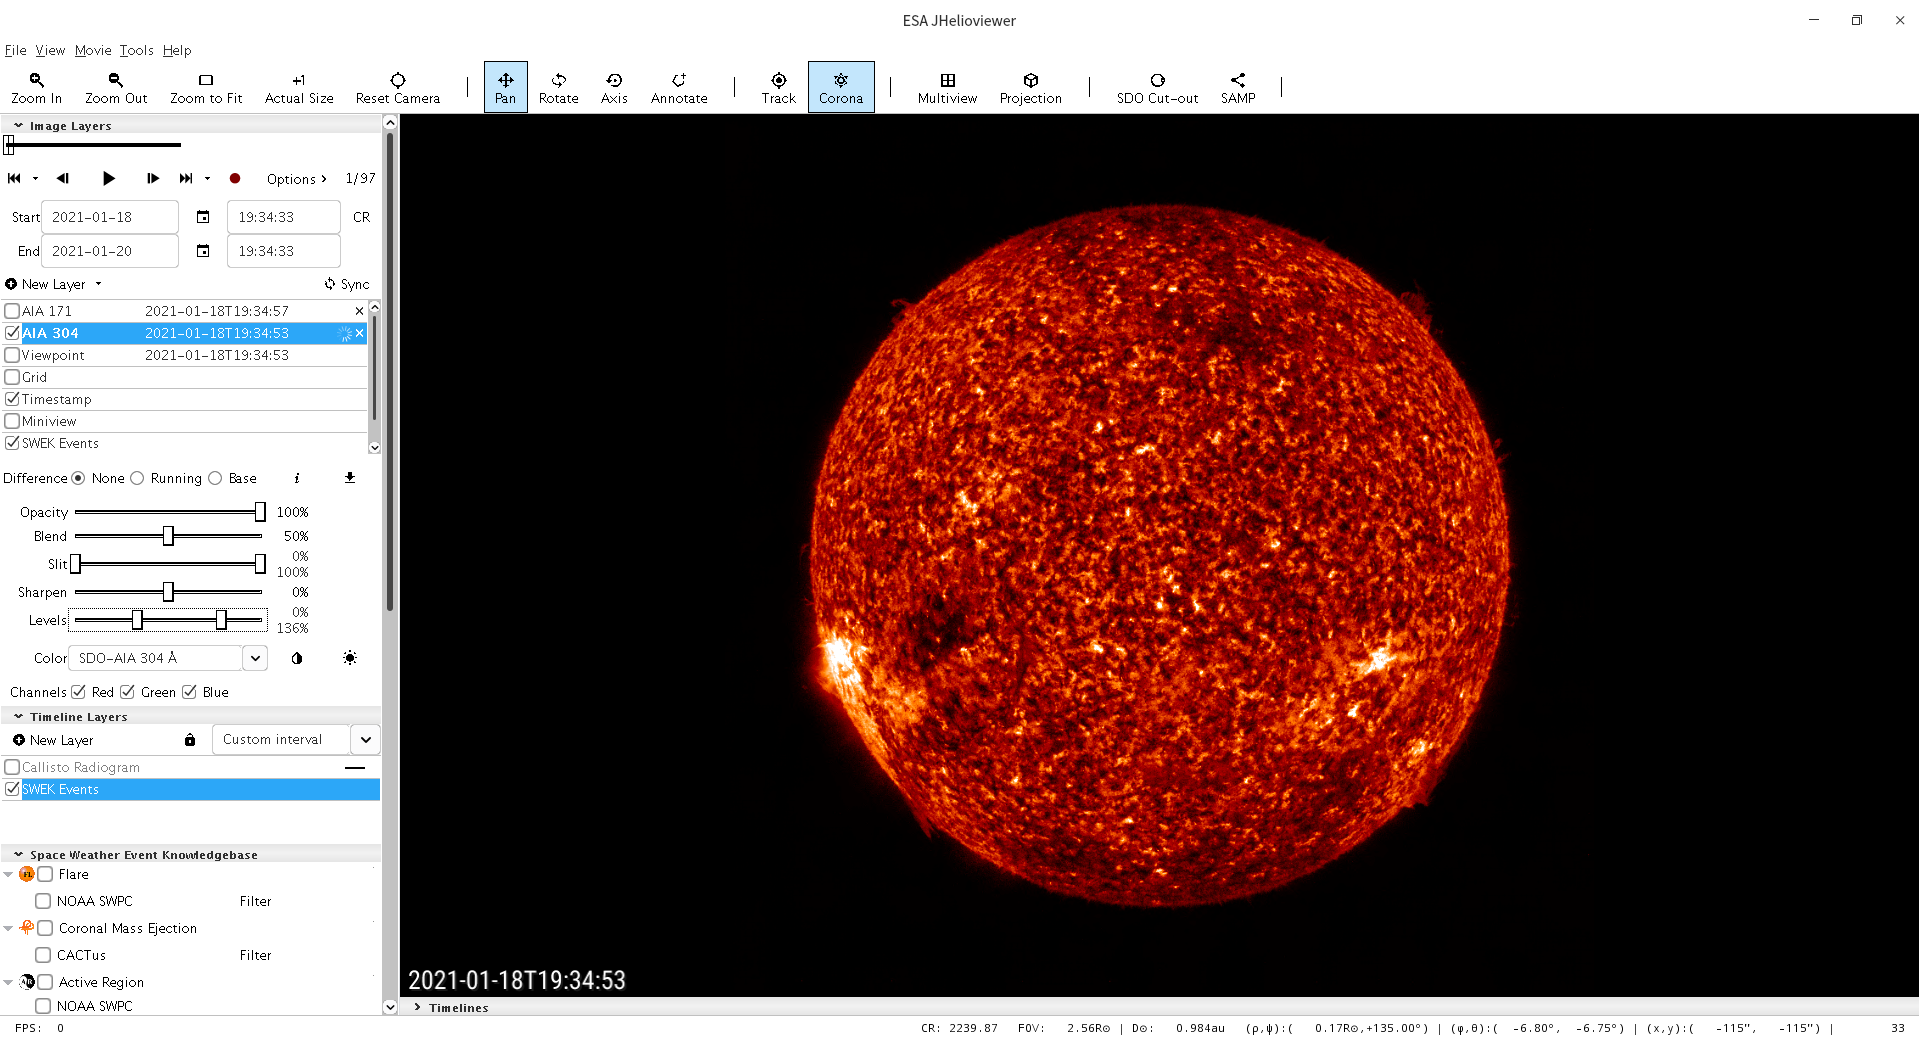 ESA JHelioviewer
File View Movie Tools Help
Zoom In Zoom Out Zoom to Fit Actual Size Reset Camera Pan Rotate Axis Annotate Track Corona Multiview Projection SDO Cut-out SAMP
Image Layers
Options 1/97
Start 2021-01-18 19:34:33 CR
End 2021-01-20 19:34:33
New Layer Sync
AIA 171 2021-01-18T19:34:57
AIA 304 2021-01-18T19:34:53
Viewpoint 2021-01-18T19:34:53
Grid
Timestamp
Miniview
SWEK Events
Difference None Running Base
Opacity 100%
Blend 50%
Slit 0% 100%
Sharpen 0%
Levels 0% 136%
Color SDO-AIA 304 Å
Channels Red Green Blue
Timeline Layers
New Layer Custom interval
Callisto Radiogram
SWEK Events
Space Weather Event Knowledgebase
FL Flare
NOAA SWPC Filter
Coronal Mass Ejection
CACTus Filter
AR Active Region
NOAA SWPC
2021-01-18T19:34:53
Timelines
FPS: 0 CR: 2239.87 FOV: 2.56R⊙ | D⊙: 0.984au (ρ,ψ):( 0.17R⊙,+135.00°) | (φ,θ):( -6.80°, -6.75°) | (x,y):( -115″, -115″) | 33